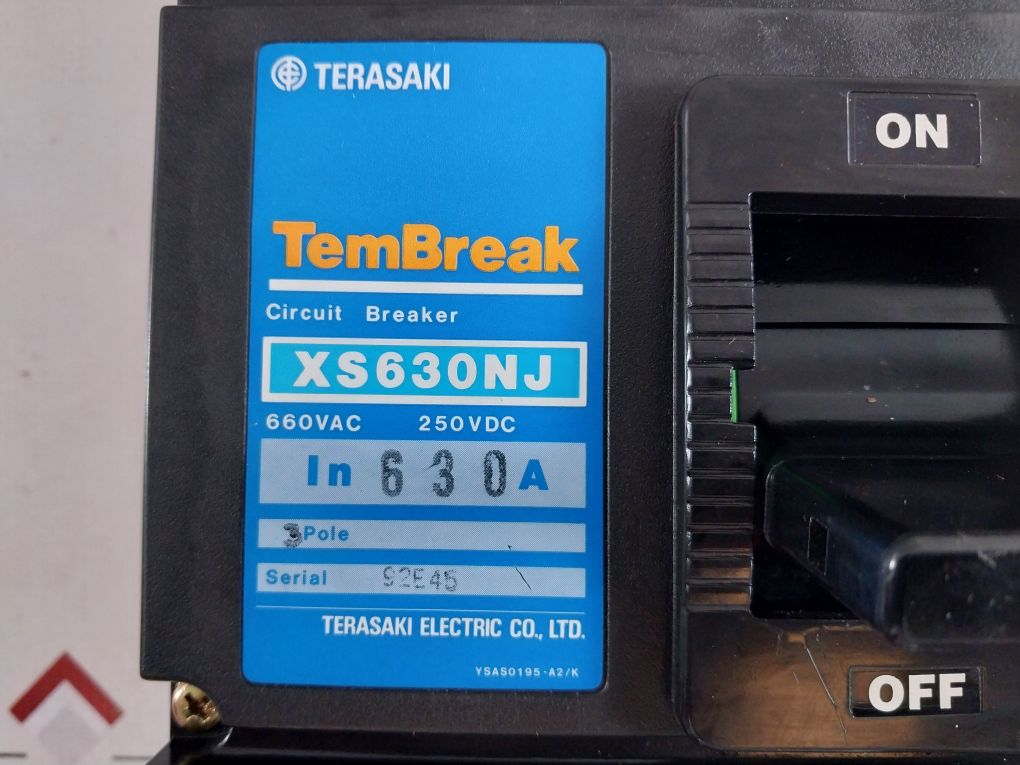 TERASAKI
TemBreak
Circuit Breaker
XS630NJ
660VAC 250VDC
In 630A
3Pole
Serial 92E45
TERASAKI ELECTRIC CO., LTD.
YSAS0195-A2/K
ON
OFF